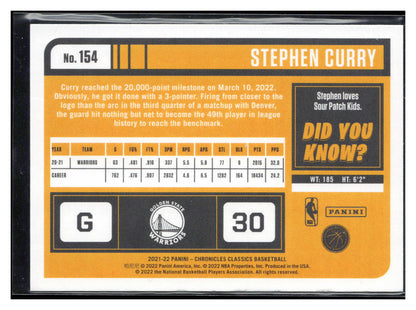 No. 154
STEPHEN CURRY
Curry reached the 20,000-point milestone on March 10, 2022.
Obviously, he got it done with a 3-pointer. Firing from closer to the
logo than the arc in the third quarter of a matchup with Denver,
the guard hit nothing but net to become the 49th player in league
history to reach the benchmark.
Stephen loves
Sour Patch Kids.
DID YOU
KNOW?
WT: 185 HT: 6'2"
YEAR TEAM G FG% FT% 3PM RPG APG STL BLK PTS PPG
20-21 WARRIORS 63 .481 .916 337 5.5 5.8 77 9 2015 32.0
CAREER 762 .476 .907 4.6 6.5 1282 164 18434 24.2
G
GOLDEN STATE
WARRIORS
30
NBA
PANINI
2021-22 PANINI – CHRONICLES CLASSICS BASKETBALL
© 2022 Panini America, Inc. © 2022 NBA Properties, Inc. Produced in the USA.
© 2022 the National Basketball Players Association. All rights reserved.